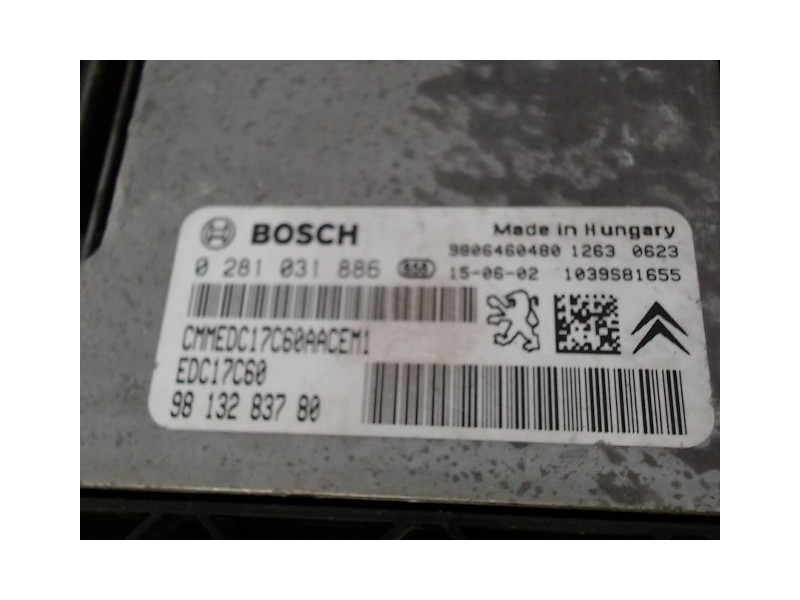 BOSCH
Made in Hungary
9806460480 1263 0623
0 281 031 886
15-06-02 1039S81655
CMMEDC17C60AACEM1
EDC17C60
98 132 837 80